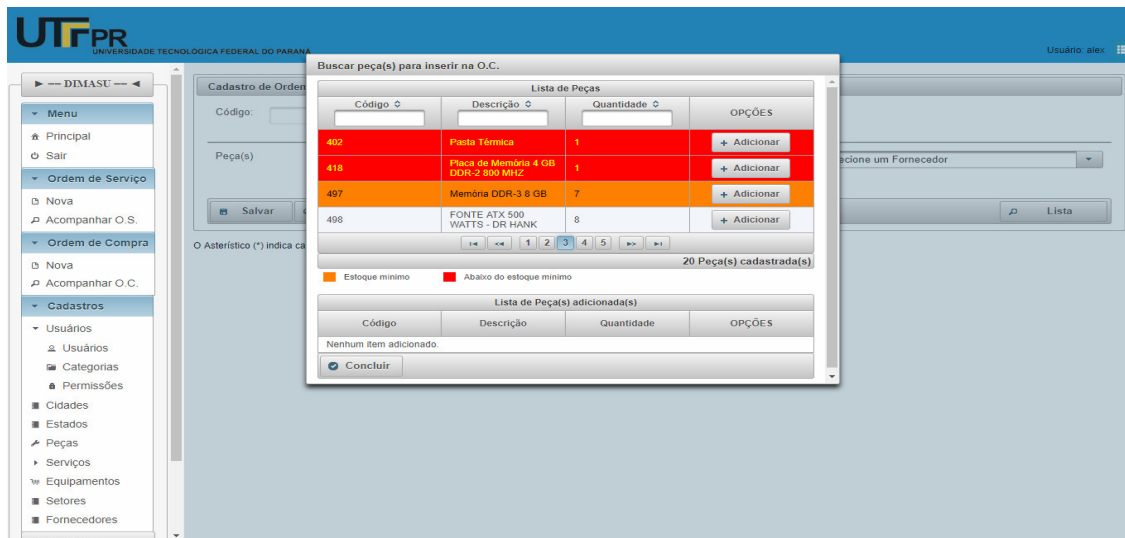 UTFPR
UNIVERSIDADE TECNOLÓGICA FEDERAL DO PARANÁ
Usuário: alex
► -- DIMASU -- ◄
Menu
Principal
Sair
Ordem de Serviço
Nova
Acompanhar O.S.
Ordem de Compra
Nova
Acompanhar O.C.
Cadastros
Usuários
Usuários
Categorias
Permissões
Cidades
Estados
Peças
Serviços
Equipamentos
Setores
Fornecedores
Cadastro de Orden
Código:
Peça(s)
ecione um Fornecedor
Salvar
Lista
O Asterístico (*) indica ca
Buscar peça(s) para inserir na O.C.
Lista de Peças
Código Descrição Quantidade OPÇÕES
402 Pasta Térmica 1 + Adicionar
418 Placa de Memória 4 GB DDR-2 800 MHZ 1 + Adicionar
497 Memória DDR-3 8 GB 7 + Adicionar
498 FONTE ATX 500 WATTS - DR HANK 8 + Adicionar
1 2 3 4 5
20 Peça(s) cadastrada(s)
Estoque mínimo Abaixo do estoque mínimo
Lista de Peça(s) adicionada(s)
Código Descrição Quantidade OPÇÕES
Nenhum item adicionado.
Concluir